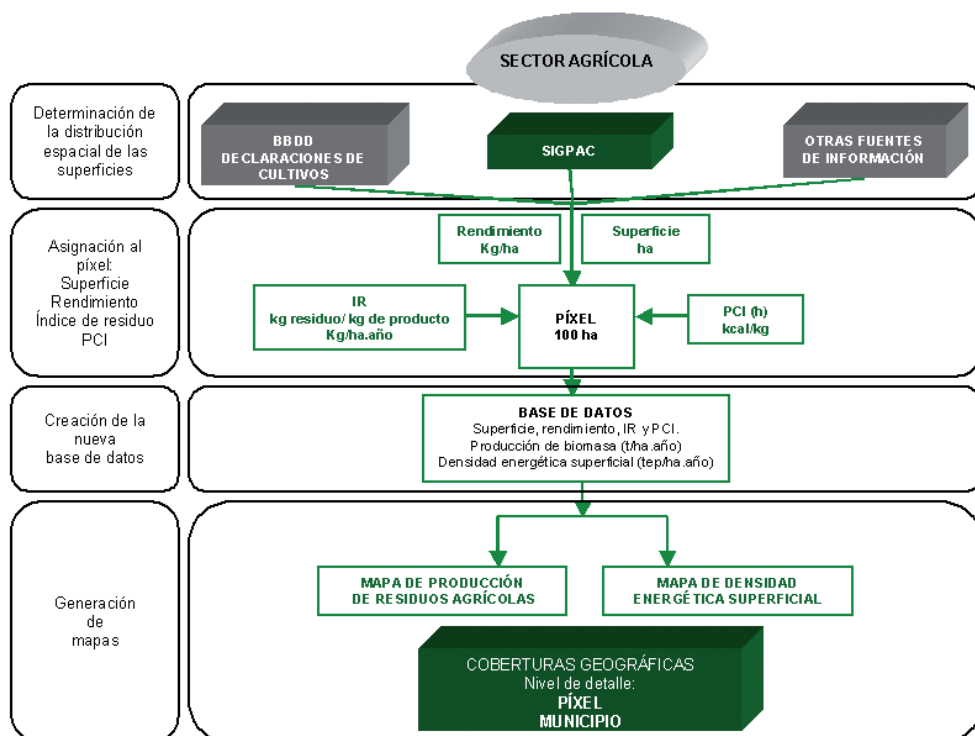 SECTOR AGRÍCOLA
Determinación de
la distribución
espacial de las
superficies
BBDD
DECLARACIONES DE
CULTIVOS
SIGPAC
OTRAS FUENTES
DE INFORMACIÓN
Asignación al
píxel:
Superficie
Rendimiento
Índice de residuo
PCI
Rendimiento
Kg/ha
Superficie
ha
IR
kg residuo/ kg de producto
Kg/ha.año
PÍXEL
100 ha
PCI (h)
kcal/kg
Creación de la
nueva
base de datos
BASE DE DATOS
Superficie, rendimiento, IR y PCI.
Producción de biomasa (t/ha.año)
Densidad energética superficial (tep/ha.año)
Generación
de
mapas
MAPA DE PRODUCCIÓN
DE RESIDUOS AGRÍCOLAS
MAPA DE DENSIDAD
ENERGÉTICA SUPERFICIAL
COBERTURAS GEOGRÁFICAS
Nivel de detalle:
PÍXEL
MUNICIPIO